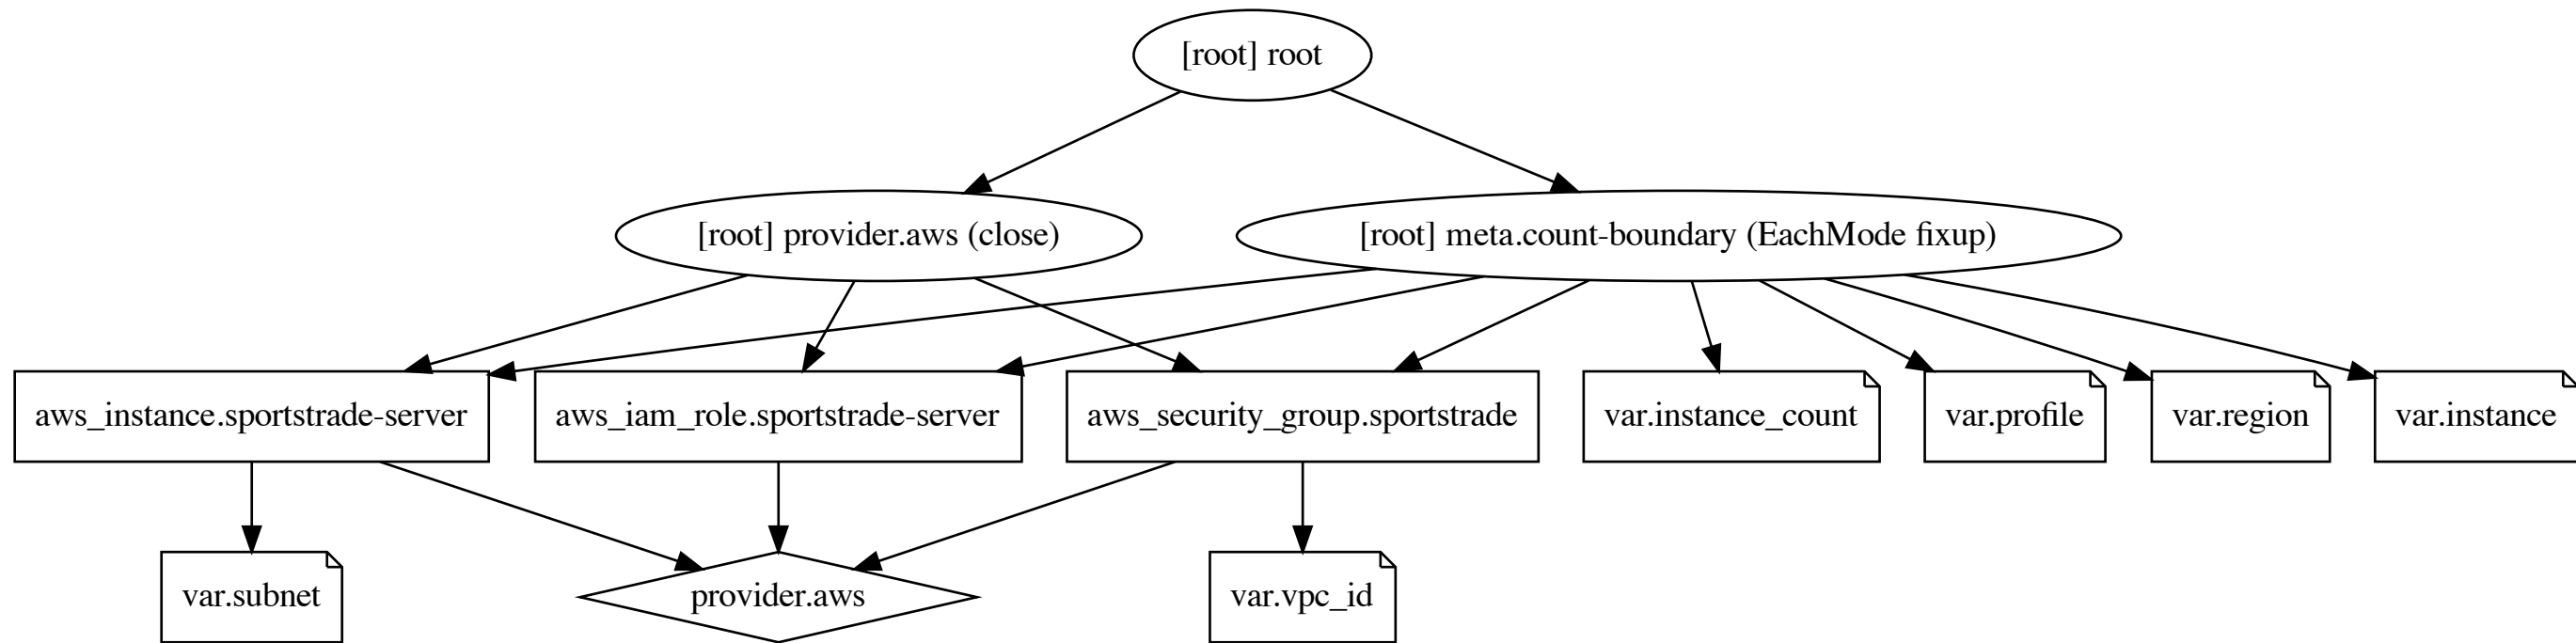 [root] root
[root] provider.aws (close)
[root] meta.count-boundary (EachMode fixup)
aws_instance.sportstrade-server
aws_iam_role.sportstrade-server
aws_security_group.sportstrade
var.instance_count
var.profile
var.region
var.instance
var.subnet
provider.aws
var.vpc_id